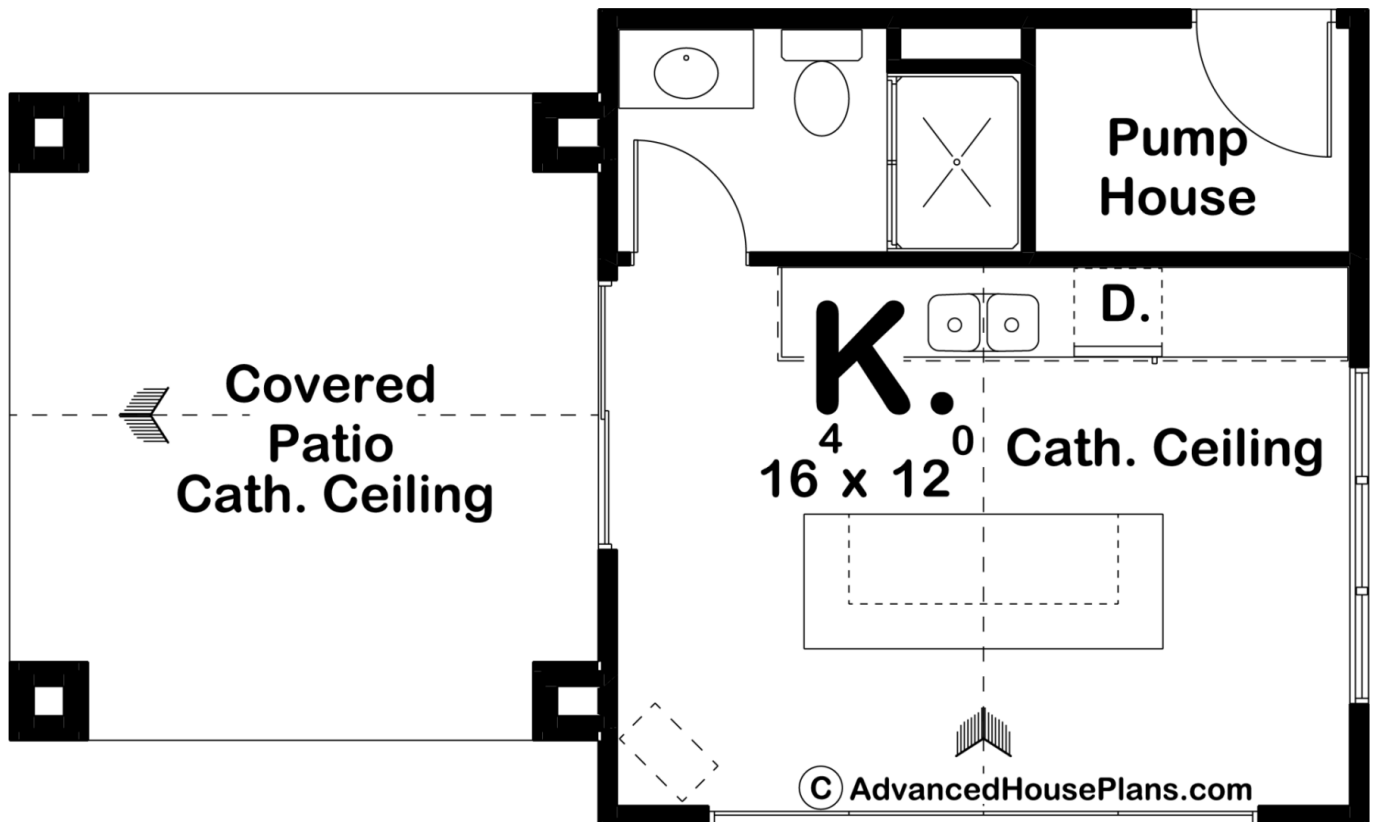 Pump
House
D.
K.
16⁴ x 12⁰
Cath. Ceiling
Covered
Patio
Cath. Ceiling
© AdvancedHousePlans.com